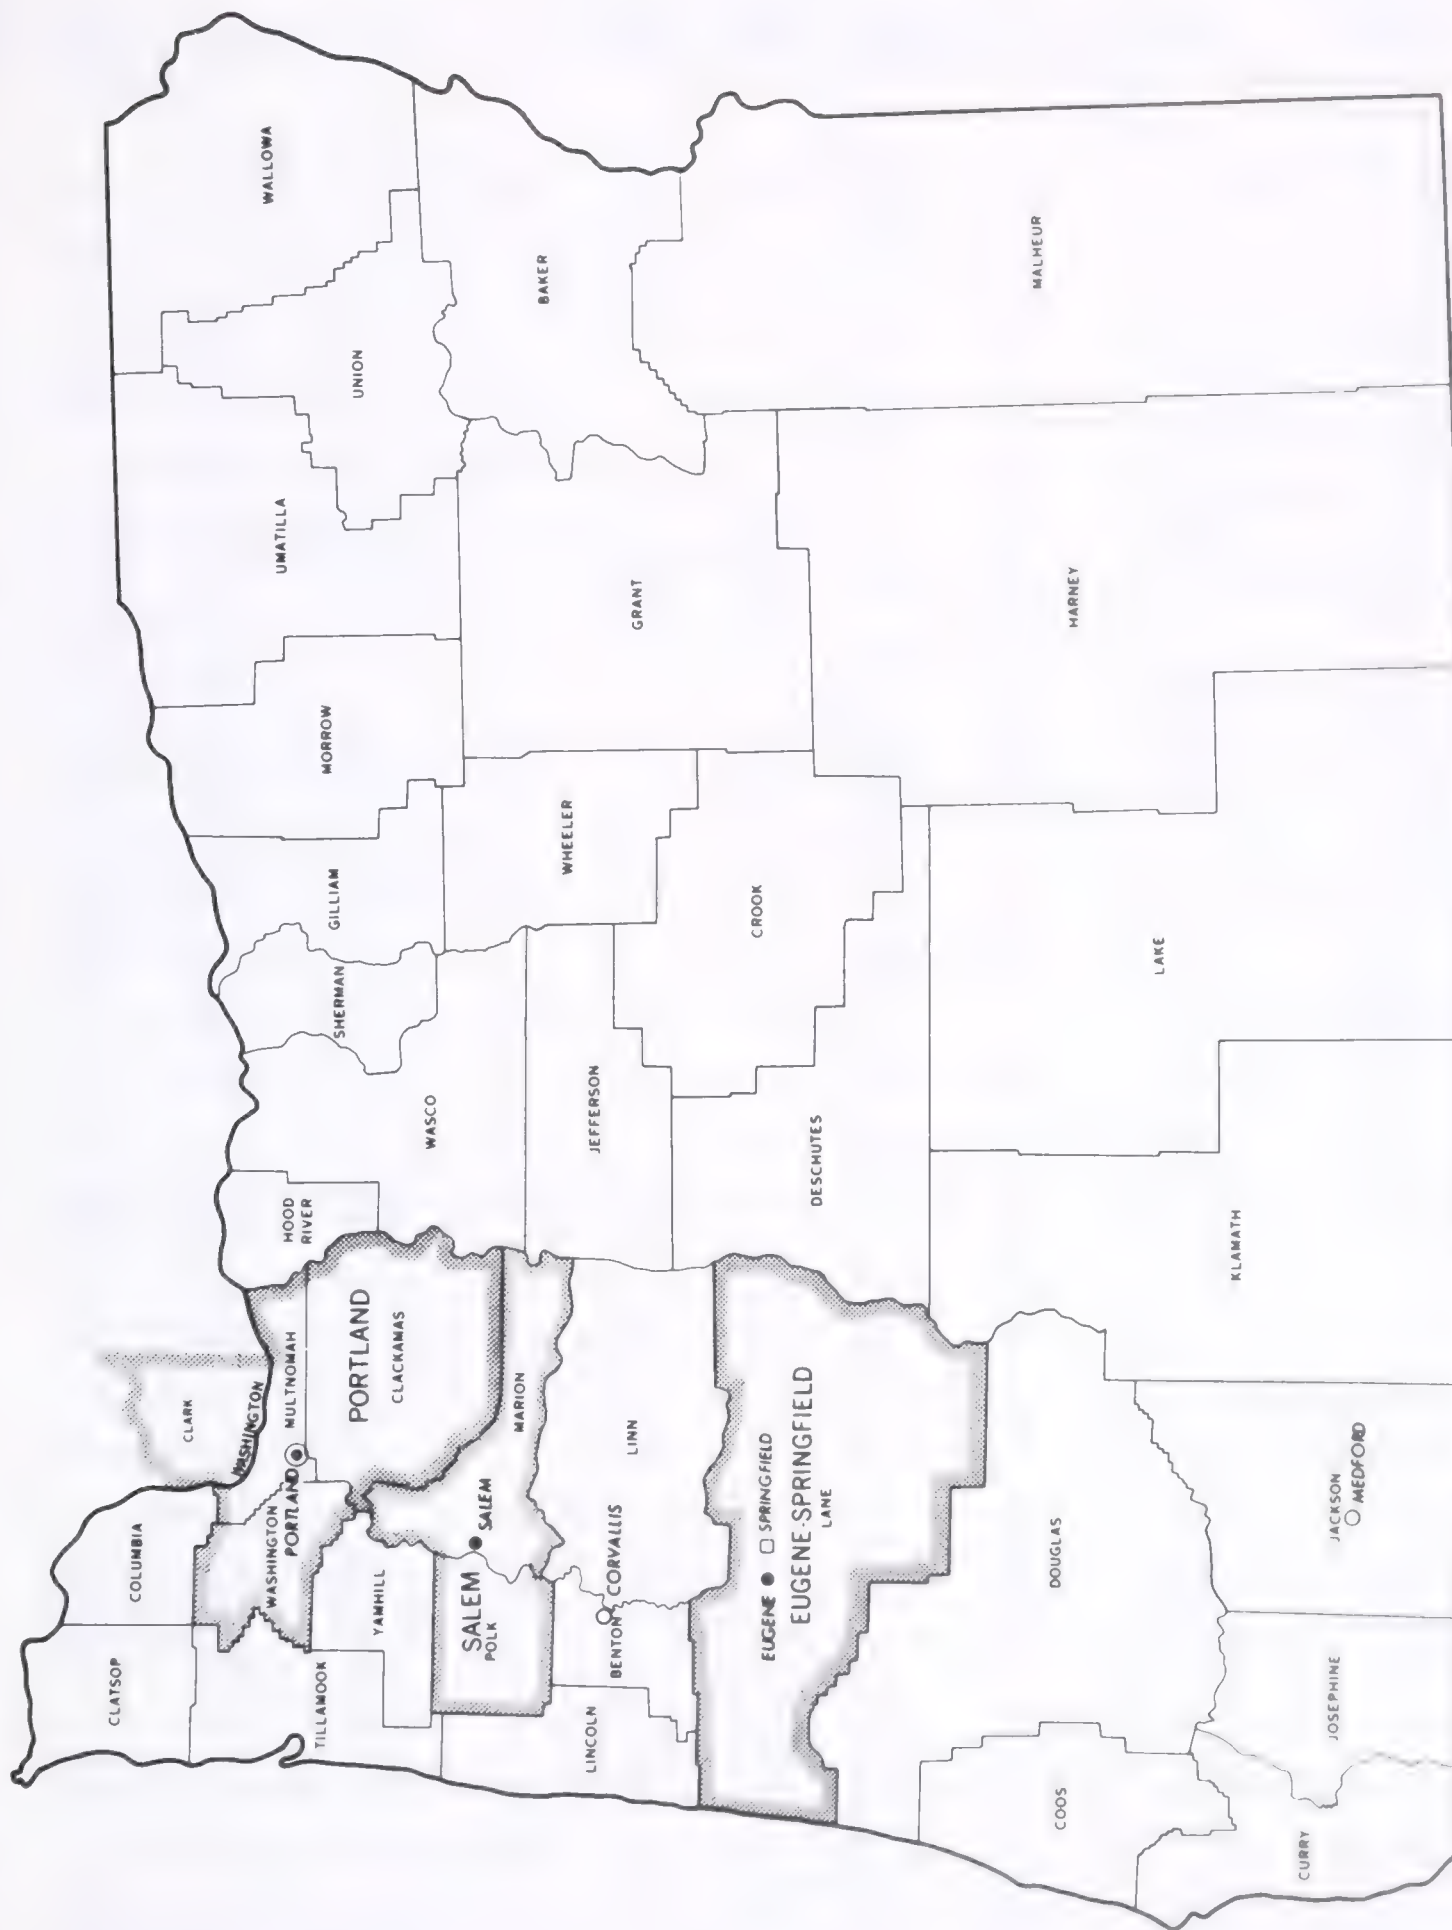 CLATSOP
COLUMBIA
CLARK
WASHINGTON
TILLAMOOK
WASHINGTON
PORTLAND
MULTNOMAH
HOOD
RIVER
SHERMAN
GILLIAM
MORROW
UMATILLA
UNION
WALLOWA
YAMHILL
PORTLAND
CLACKAMAS
WASCO
SALEM
POLK
SALEM
MARION
LINCOLN
BENTON
CORVALLIS
LINN
JEFFERSON
WHEELER
GRANT
BAKER
EUGENE
SPRINGFIELD
EUGENE-SPRINGFIELD
LANE
DESCHUTES
CROOK
COOS
DOUGLAS
KLAMATH
LAKE
HARNEY
MALHEUR
CURRY
JOSEPHINE
JACKSON
MEDFORD